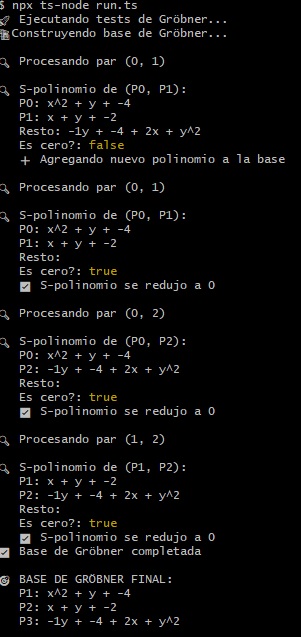 $ npx ts-node run.ts
🚀 Ejecutando tests de Gröbner...
Construyendo base de Gröbner...
🔍 Procesando par (0, 1)
🔍 S-polinomio de (P0, P1):
P0: x^2 + y + -4
P1: x + y + -2
Resto: -1y + -4 + 2x + y^2
Es cero?: false
➕ Agregando nuevo polinomio a la base
🔍 Procesando par (0, 1)
🔍 S-polinomio de (P0, P1):
P0: x^2 + y + -4
P1: x + y + -2
Resto:
Es cero?: true
✅ S-polinomio se redujo a 0
🔍 Procesando par (0, 2)
🔍 S-polinomio de (P0, P2):
P0: x^2 + y + -4
P2: -1y + -4 + 2x + y^2
Resto:
Es cero?: true
✅ S-polinomio se redujo a 0
🔍 Procesando par (1, 2)
🔍 S-polinomio de (P1, P2):
P1: x + y + -2
P2: -1y + -4 + 2x + y^2
Resto:
Es cero?: true
✅ S-polinomio se redujo a 0
✅ Base de Gröbner completada
🎯 BASE DE GRÖBNER FINAL:
P1: x^2 + y + -4
P2: x + y + -2
P3: -1y + -4 + 2x + y^2